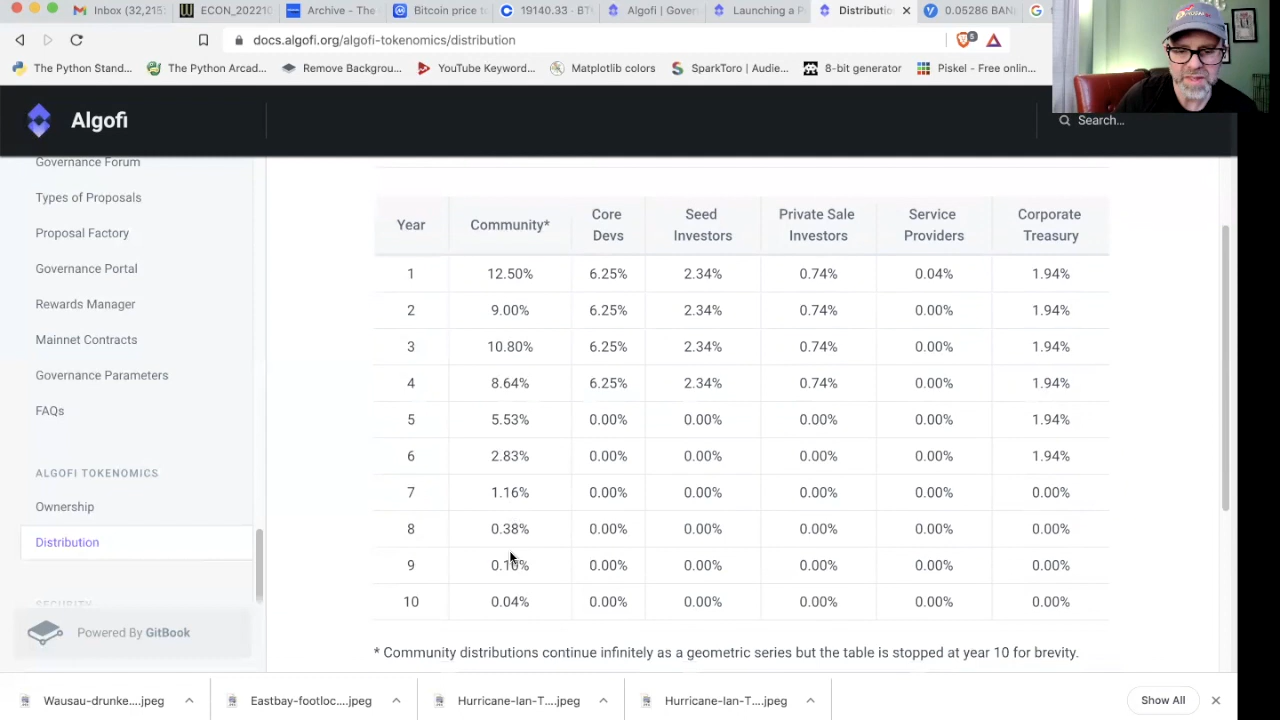 Inbox (32,215
ECON_202210
Archive - The
Bitcoin price to
19140.33 - BT
Algofi | Gover
Launching a P
Distributio
0.05286 BAN
docs.algofi.org/algofi-tokenomics/distribution
5
The Python Stand...
The Python Arcad...
Remove Backgrou...
YouTube Keyword...
Matplotlib colors
SparkToro | Audie...
8-bit generator
Piskel - Free onlin...
Algofi
Search...
Governance Forum
Types of Proposals
Proposal Factory
Governance Portal
Rewards Manager
Mainnet Contracts
Governance Parameters
FAQs
ALGOFI TOKENOMICS
Ownership
Distribution
SECURITY
Powered By GitBook
Year Community* Core Devs Seed Investors Private Sale Investors Service Providers Corporate Treasury
1 12.50% 6.25% 2.34% 0.74% 0.04% 1.94%
2 9.00% 6.25% 2.34% 0.74% 0.00% 1.94%
3 10.80% 6.25% 2.34% 0.74% 0.00% 1.94%
4 8.64% 6.25% 2.34% 0.74% 0.00% 1.94%
5 5.53% 0.00% 0.00% 0.00% 0.00% 1.94%
6 2.83% 0.00% 0.00% 0.00% 0.00% 1.94%
7 1.16% 0.00% 0.00% 0.00% 0.00% 0.00%
8 0.38% 0.00% 0.00% 0.00% 0.00% 0.00%
9 0.00% 0.00% 0.00% 0.00% 0.00%
10 0.04% 0.00% 0.00% 0.00% 0.00% 0.00%
* Community distributions continue infinitely as a geometric series but the table is stopped at year 10 for brevity.
Wausau-drunke....jpeg
Eastbay-footloc....jpeg
Hurricane-Ian-T....jpeg
Hurricane-Ian-T....jpeg
Show All